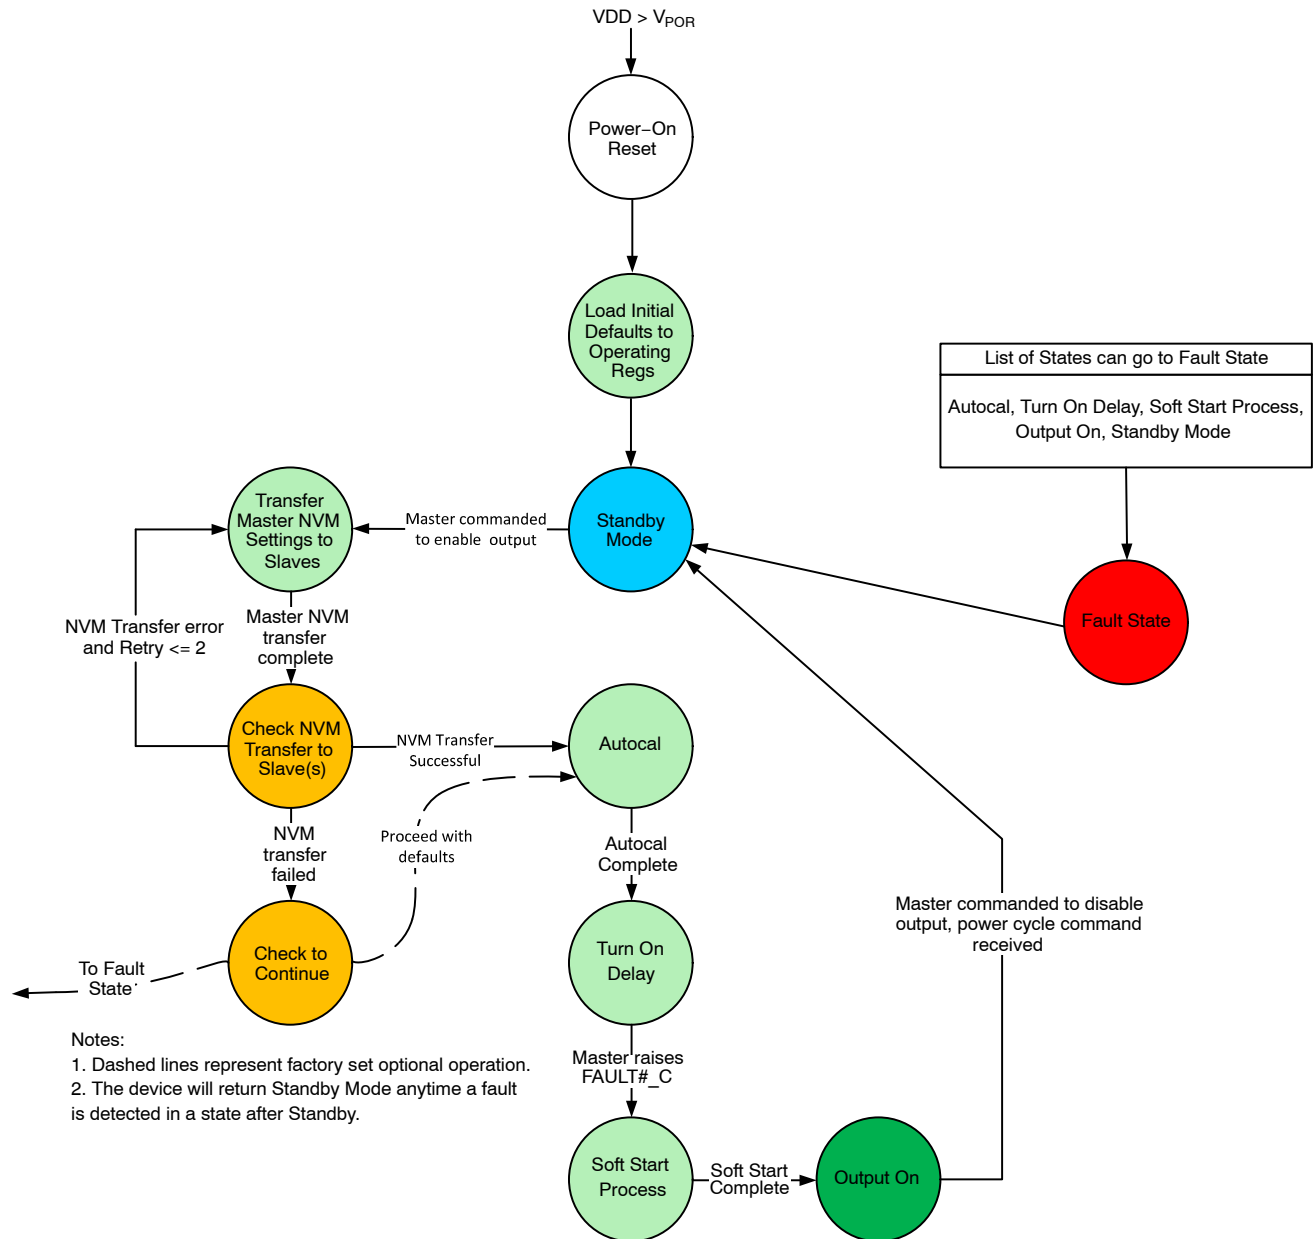 VDD > VPOR
Power−On
Reset
Load Initial
Defaults to
Operating
Regs
List of States can go to Fault State
Autocal, Turn On Delay, Soft Start Process,
Output On, Standby Mode
Transfer
Master NVM
Settings to
Slaves
Master commanded
to enable output
Standby
Mode
Fault State
NVM Transfer error
and Retry <= 2
Master NVM
transfer
complete
Check NVM
Transfer to
Slave(s)
NVM Transfer
Successful
Autocal
NVM
transfer
failed
Proceed with
defaults
Autocal
Complete
Master commanded to disable
output, power cycle command
received
Check to
Continue
Turn On
Delay
To Fault
State
Notes:
1. Dashed lines represent factory set optional operation.
2. The device will return Standby Mode anytime a fault
is detected in a state after Standby.
Master raises
FAULT#_C
Soft Start
Process
Soft Start
Complete
Output On